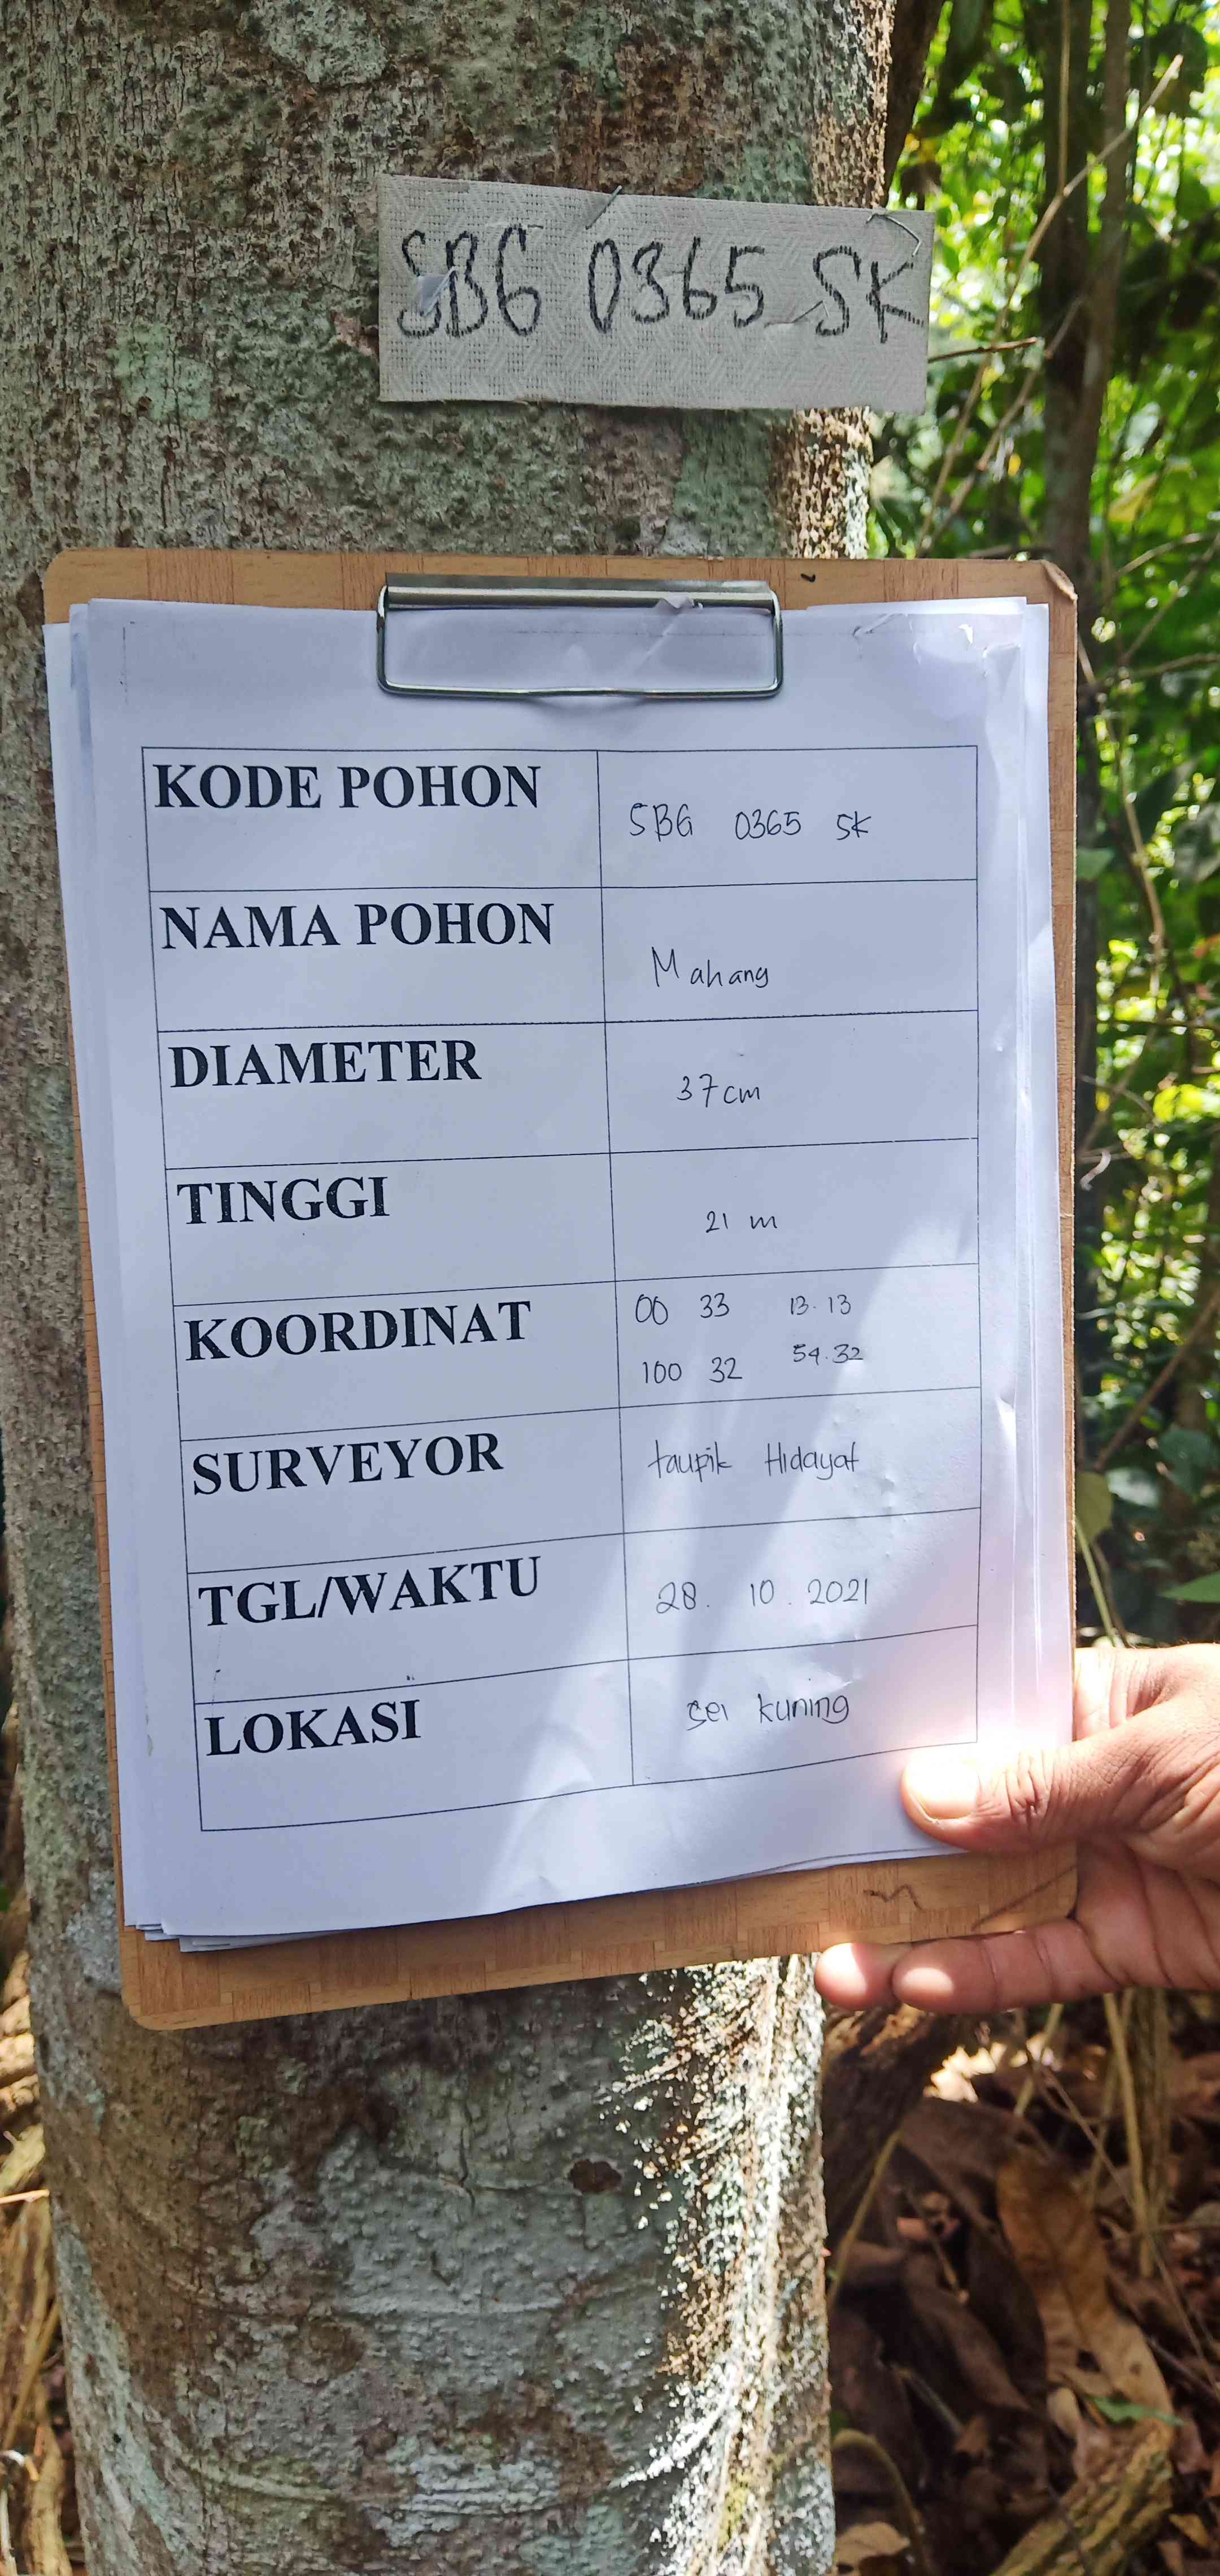 SBG 0365 SK
KODE POHON SBG 0365 SK
NAMA POHON Mahang
DIAMETER 37cm
TINGGI 21 m
KOORDINAT 00 33 13.13
100 32 54.32
SURVEYOR taupik Hidayat
TGL/WAKTU 28. 10. 2021
LOKASI sei kuning